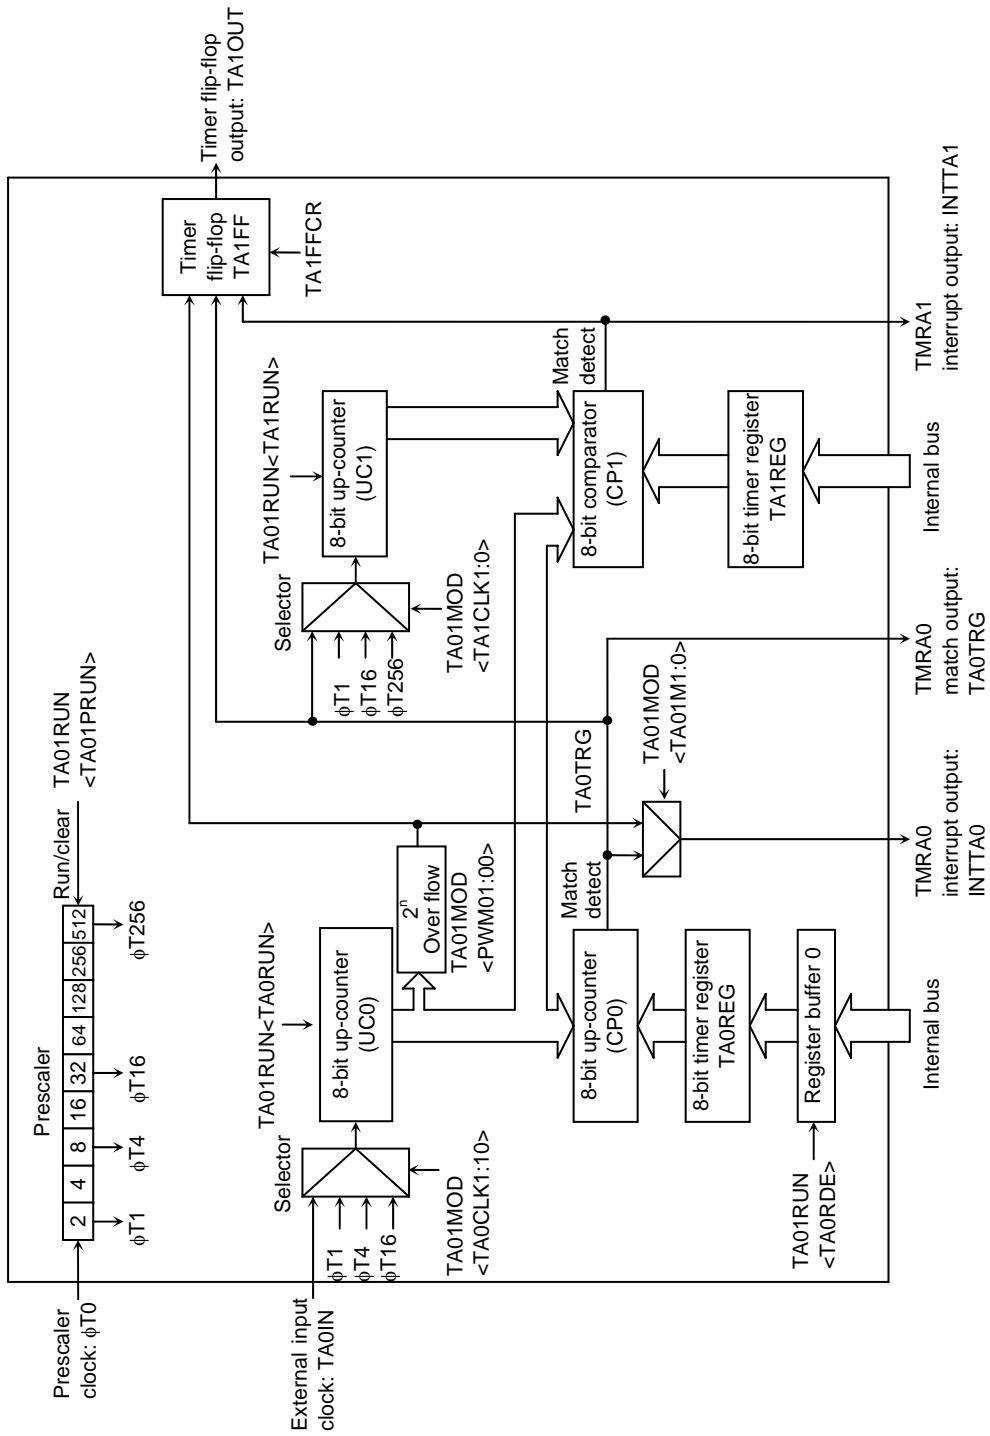 Prescaler
Prescaler
clock: ϕT0
2 4 8 16 32 64 128 256 512
Run/clear
TA01RUN
<TA01PRUN>
ϕT1
ϕT4
ϕT16
ϕT256
External input
clock: TA0IN
ϕT1
ϕT4
ϕT16
Selector
TA01MOD
<TA0CLK1:10>
TA01RUN<TA0RUN>
8-bit up-counter
(UC0)
2n
Over flow
TA01MOD
<PWM01:00>
Selector
ϕT1
ϕT16
ϕT256
TA01MOD
<TA1CLK1:0>
TA01RUN<TA1RUN>
8-bit up-counter
(UC1)
Timer
flip-flop
TA1FF
TA1FFCR
Timer flip-flop
output: TA1OUT
8-bit up-counter
(CP0)
Match
detect
TA0TRG
8-bit timer register
TA0REG
Register buffer 0
TA01RUN
<TA0RDE>
TA01MOD
<TA01M1:0>
8-bit comparator
(CP1)
Match
detect
8-bit timer register
TA1REG
Internal bus
TMRA0
interrupt output:
INTTA0
TMRA0
match output:
TA0TRG
Internal bus
TMRA1
interrupt output: INTTA1